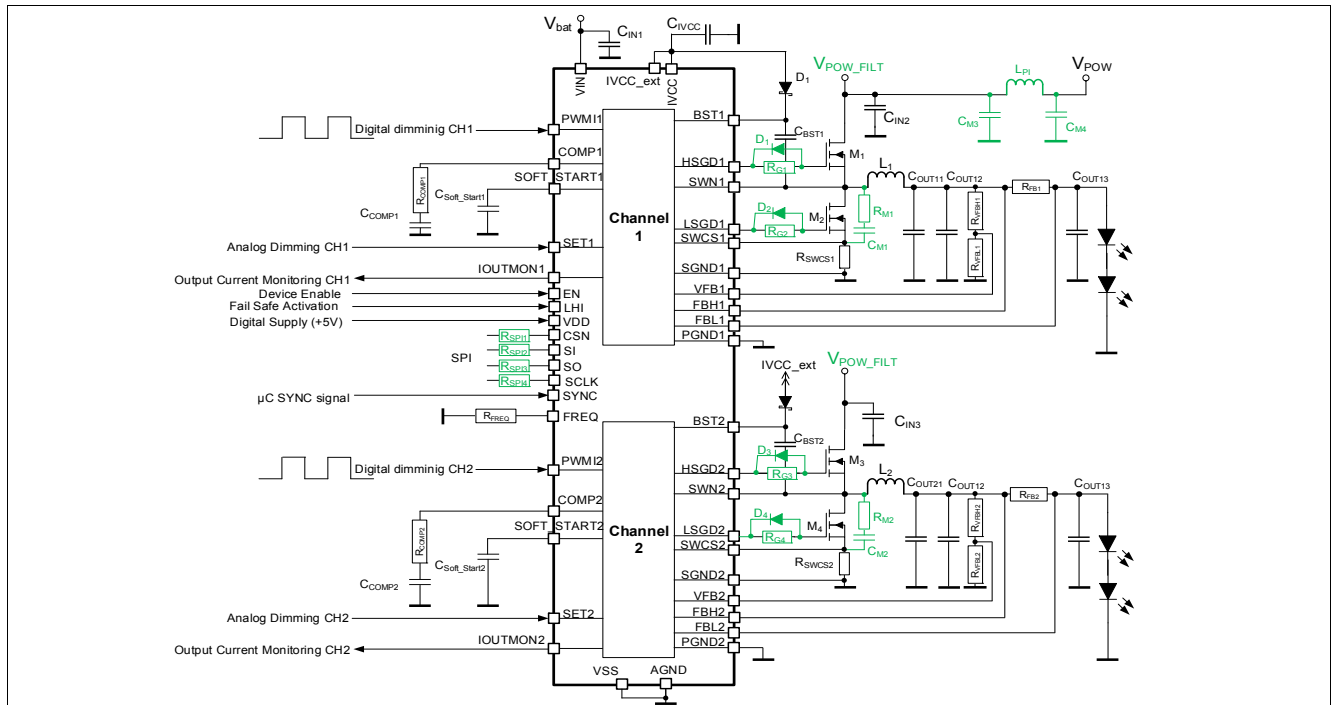 Vbat
CIN1
CIVCC
IVCC_ext
VIN
IVCC
D1
VPOW_FILT
LPI
VPOW
CM3
CM4
CIN2
Digital dimminig CH1
PWMI1
BST1
CBST1
COMP1
D1
RG1
HSGD1
M1
RCOMP1
CCOMP1
SOFT_START1
CSoft_Start1
SWN1
L1
COUT11
COUT12
RFB1
COUT13
Channel 1
D2
RG2
M2
RM1
CM1
RVFBH1
RVFBL1
LSGD1
SWCS1
RSWCS1
Analog Dimming CH1
SET1
SGND1
Output Current Monitoring CH1
IOUTMON1
VFB1
Device Enable
EN
FBH1
Fail Safe Activation
LHI
FBL1
Digital Supply (+5V)
VDD
PGND1
SPI
RSPI1
CSN
RSPI2
SI
RSPI3
SO
RSPI4
SCLK
µC SYNC signal
SYNC
RFREQ
FREQ
IVCC_ext
VPOW_FILT
CIN3
BST2
CBST2
Digital dimminig CH2
PWMI2
D3
RG3
HSGD2
M3
COMP2
RCOMP2
CCOMP2
SOFT_START2
CSoft_Start2
SWN2
L2
COUT21
COUT12
RFB2
COUT13
Channel 2
D4
RG4
M4
RM2
CM2
RVFBH2
RVFBL2
LSGD2
SWCS2
RSWCS2
SGND2
VFB2
Analog Dimming CH2
SET2
FBH2
FBL2
Output Current Monitoring CH2
IOUTMON2
PGND2
VSS
AGND